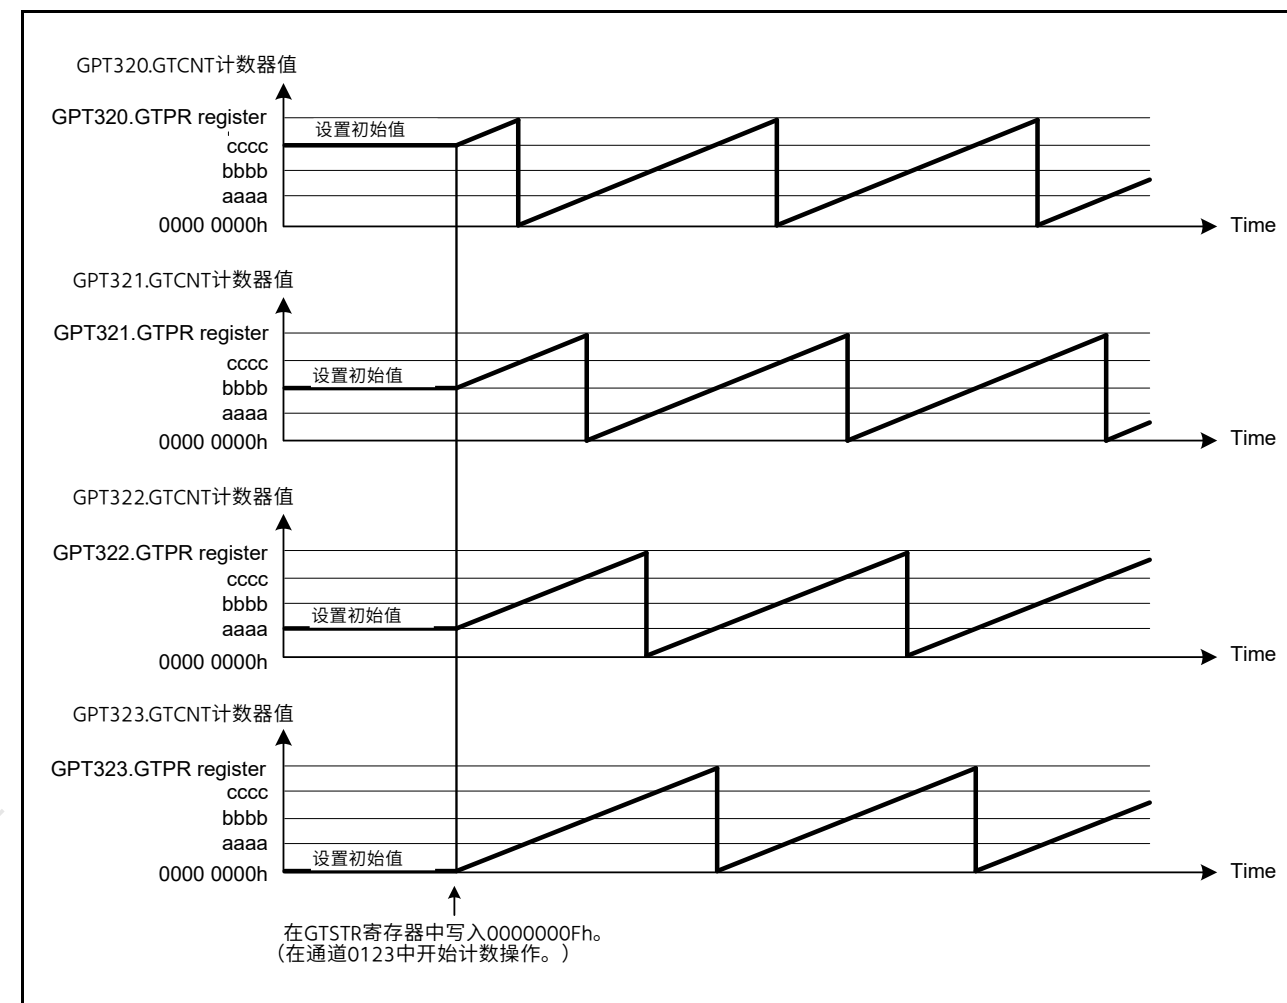 GPT320.GTCNT计数器值
GPT320.GTPR register
设置初始值
cccc
bbbb
aaaa
0000 0000h
Time
GPT321.GTCNT计数器值
GPT321.GTPR register
cccc
设置初始值
bbbb
aaaa
0000 0000h
Time
GPT322.GTCNT计数器值
GPT322.GTPR register
cccc
bbbb
设置初始值
aaaa
0000 0000h
Time
GPT323.GTCNT计数器值
GPT323.GTPR register
cccc
bbbb
aaaa
设置初始值
0000 0000h
Time
在GTSTR寄存器中写入0000000Fh。
（在通道0123中开始计数操作。）